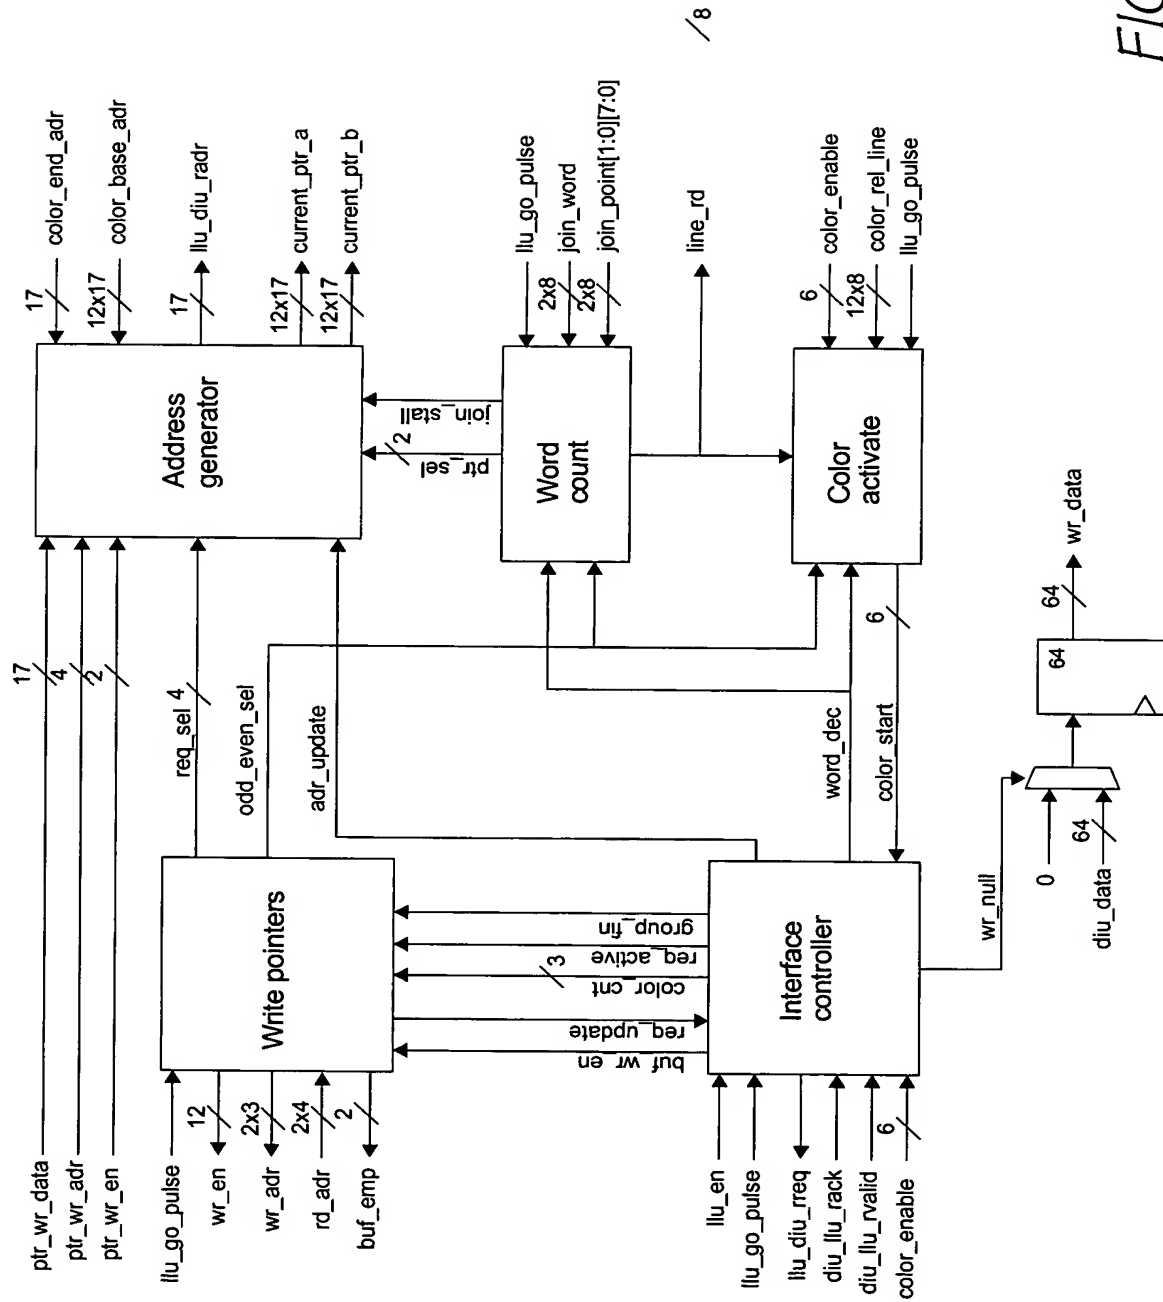 /8
FIG
17
color_end_adr
12x17
color_base_adr
17
llu_diu_radr
12x17
current_ptr_a
12x17
current_ptr_b
Address
generator
ptr_wr_data
17
ptr_wr_adr
4
ptr_wr_en
2
req_sel
4
odd_even_sel
adr_update
join_stall
ptr_sel
2
llu_go_pulse
2x8
join_word
2x8
join_point[1:0][7:0]
Word
count
line_rd
6
color_enable
12x8
color_rel_line
llu_go_pulse
Color
activate
Write pointers
llu_go_pulse
12
wr_en
2x3
wr_adr
2x4
rd_adr
2
buf_emp
group_fin
req_active
color_cnt
3
req_update
buf_wr_en
Interface
controller
word_dec
color_start
6
llu_en
llu_go_pulse
llu_diu_rreq
diu_llu_rack
diu_llu_rvalid
6
color_enable
wr_null
0
64
diu_data
64
64
wr_data